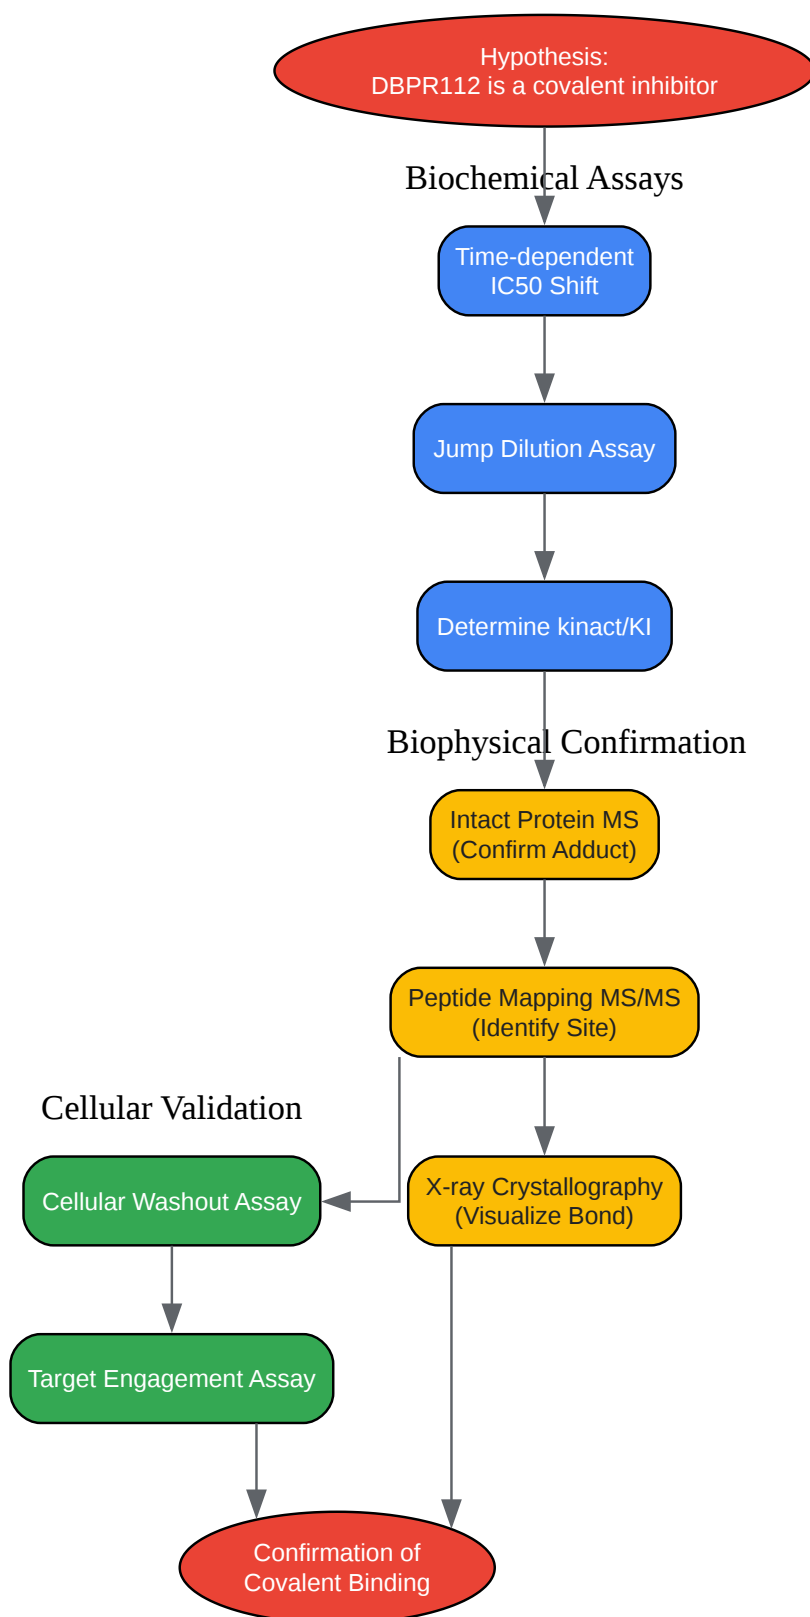 Hypothesis:
DBPR112 is a covalent inhibitor
Biochemical Assays
Time-dependent
IC50 Shift
Jump Dilution Assay
Determine kinact/KI
Biophysical Confirmation
Intact Protein MS
(Confirm Adduct)
Peptide Mapping MS/MS
(Identify Site)
Cellular Validation
Cellular Washout Assay
X-ray Crystallography
(Visualize Bond)
Target Engagement Assay
Confirmation of
Covalent Binding